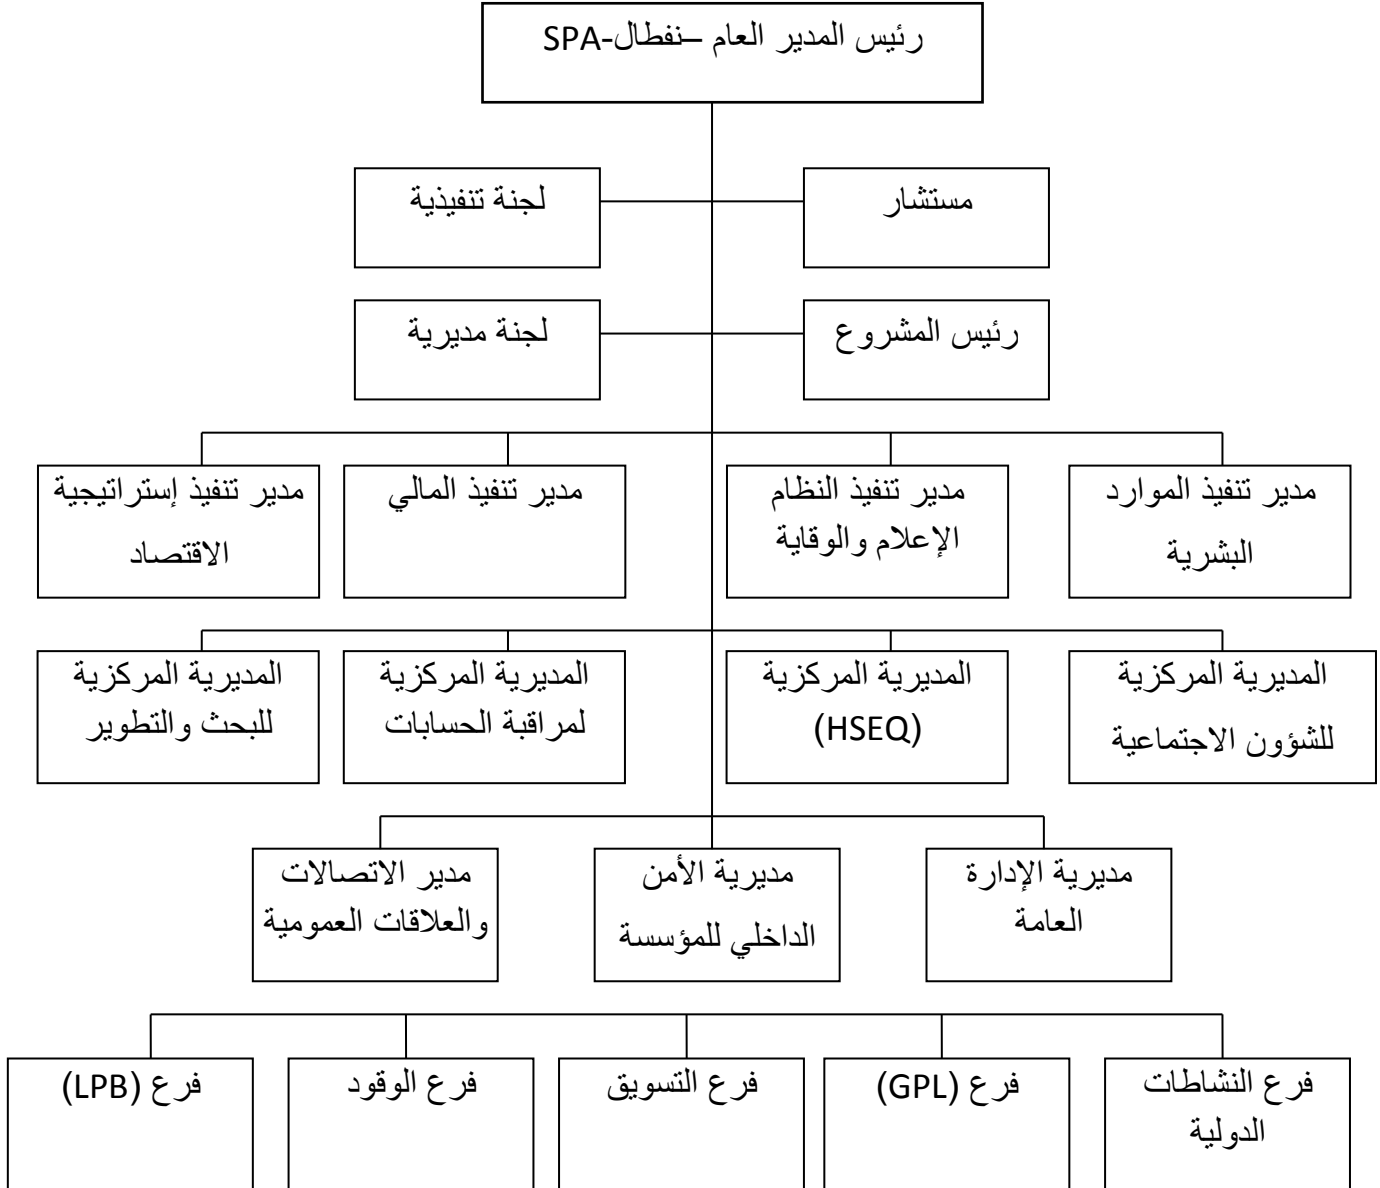 رئيس المدير العام –نفطال-SPA
مستشار
لجنة تنفيذية
رئيس المشروع
لجنة مديرية
مدير تنفيذ الموارد
البشرية
مدير تنفيذ النظام
الإعلام والوقاية
مدير تنفيذ المالي
مدير تنفيذ إستراتيجية
الاقتصاد
المديرية المركزية
للشؤون الاجتماعية
المديرية المركزية
(HSEQ)
المديرية المركزية
لمراقبة الحسابات
المديرية المركزية
للبحث والتطوير
مديرية الإدارة
العامة
مديرية الأمن
الداخلي للمؤسسة
مدير الاتصالات
والعلاقات العمومية
فرع النشاطات
الدولية
فرع (GPL)
فرع التسويق
فرع الوقود
فرع (LPB)